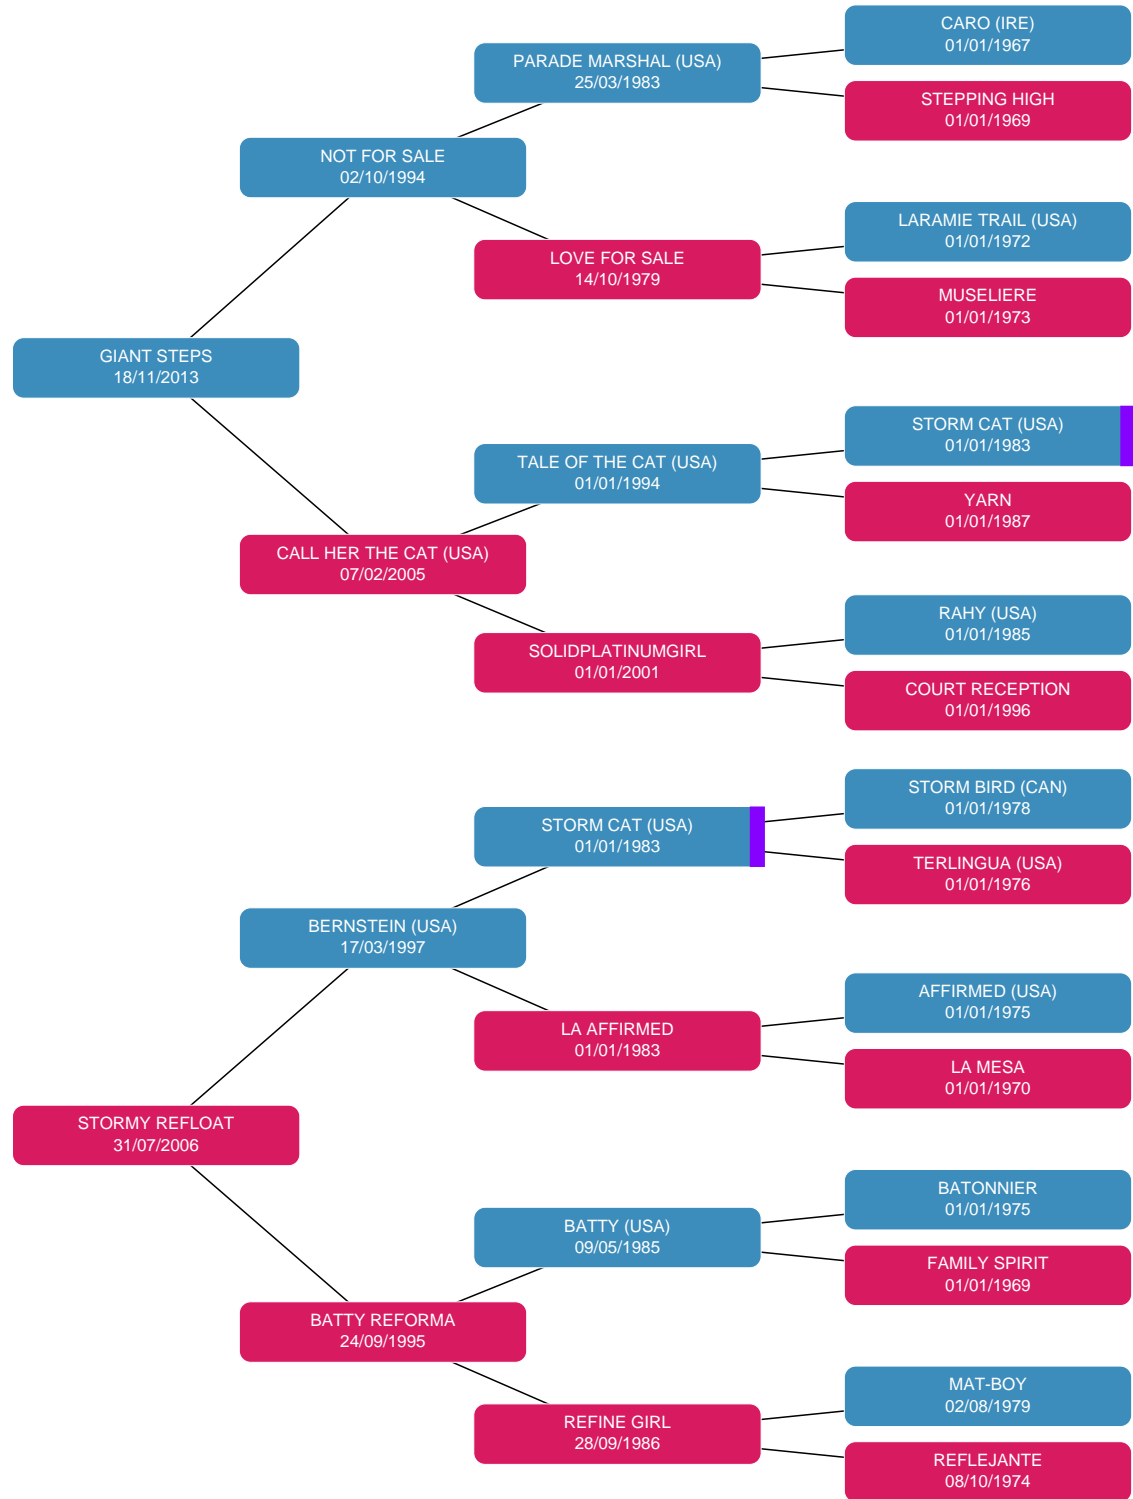 CARO (IRE)
01/01/1967
PARADE MARSHAL (USA)
25/03/1983
STEPPING HIGH
01/01/1969
NOT FOR SALE
02/10/1994
LARAMIE TRAIL (USA)
01/01/1972
LOVE FOR SALE
14/10/1979
MUSELIERE
01/01/1973
GIANT STEPS
18/11/2013
STORM CAT (USA)
01/01/1983
TALE OF THE CAT (USA)
01/01/1994
YARN
01/01/1987
CALL HER THE CAT (USA)
07/02/2005
RAHY (USA)
01/01/1985
SOLIDPLATINUMGIRL
01/01/2001
COURT RECEPTION
01/01/1996
STORM BIRD (CAN)
01/01/1978
STORM CAT (USA)
01/01/1983
TERLINGUA (USA)
01/01/1976
BERNSTEIN (USA)
17/03/1997
AFFIRMED (USA)
01/01/1975
LA AFFIRMED
01/01/1983
LA MESA
01/01/1970
STORMY REFLOAT
31/07/2006
BATONNIER
01/01/1975
BATTY (USA)
09/05/1985
FAMILY SPIRIT
01/01/1969
BATTY REFORMA
24/09/1995
MAT-BOY
02/08/1979
REFINE GIRL
28/09/1986
REFLEJANTE
08/10/1974